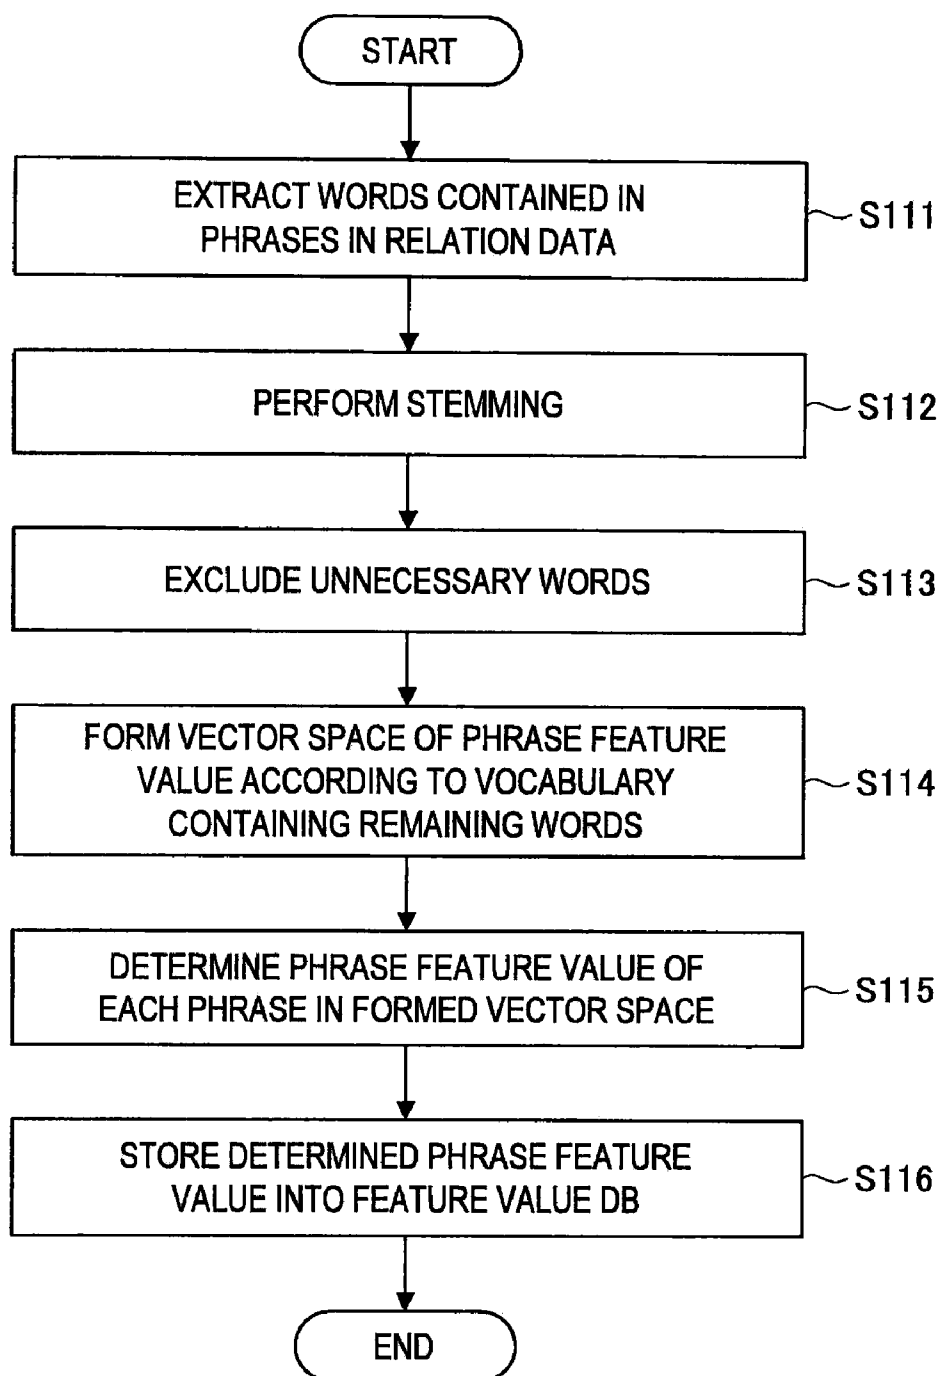 START
EXTRACT WORDS CONTAINED IN
PHRASES IN RELATION DATA
S111
PERFORM STEMMING
S112
EXCLUDE UNNECESSARY WORDS
S113
FORM VECTOR SPACE OF PHRASE FEATURE
VALUE ACCORDING TO VOCABULARY
CONTAINING REMAINING WORDS
S114
DETERMINE PHRASE FEATURE VALUE OF
EACH PHRASE IN FORMED VECTOR SPACE
S115
STORE DETERMINED PHRASE FEATURE
VALUE INTO FEATURE VALUE DB
S116
END